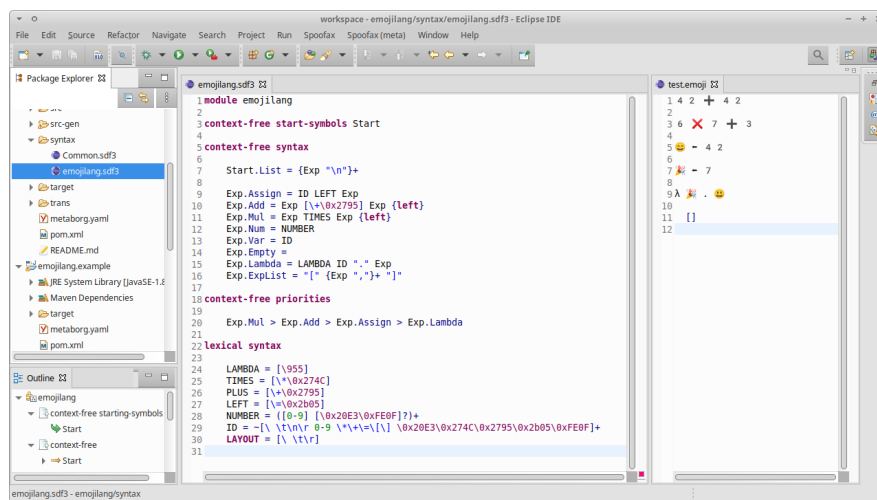 workspace - emojilang/syntax/emojilang.sdf3 - Eclipse IDE
File Edit Source Refactor Navigate Search Project Run Spoofax Spoofax (meta) Window Help
Package Explorer
src-gen
syntax
Common.sdf3
emojilang.sdf3
target
trans
metaborg.yaml
pom.xml
README.md
emojilang.example
JRE System Library [JavaSE-1.8
Maven Dependencies
target
metaborg.yaml
pom.xml
Outline
emojilang
context-free starting-symbols
Start
context-free
Start
emojilang.sdf3
1 module emojilang
2
3 context-free start-symbols Start
4
5 context-free syntax
6
7 Start.List = {Exp "\n"}+
8
9 Exp.Assign = ID LEFT Exp
10 Exp.Add = Exp [\+\0x2795] Exp {left}
11 Exp.Mul = Exp TIMES Exp {left}
12 Exp.Num = NUMBER
13 Exp.Var = ID
14 Exp.Empty =
15 Exp.Lambda = LAMBDA ID "." Exp
16 Exp.ExpList = "[" {Exp ","}+ "]"
17
18 context-free priorities
19
20 Exp.Mul > Exp.Add > Exp.Assign > Exp.Lambda
21
22 lexical syntax
23
24 LAMBDA = [\955]
25 TIMES = [\*\0x274C]
26 PLUS = [\+\0x2795]
27 LEFT = [\=\0x2b05]
28 NUMBER = ([0-9] [\0x20E3\0xFE0F]?)+
29 ID = ~[\ \t\n\r 0-9 \*\+\=\[\] \0x20E3\0x274C\0x2795\0x2b05\0xFE0F]+
30 LAYOUT = [\ \t\r]
31
test.emoji
1 4 2 ➕ 4 2
2
3 6 ❌ 7 ➕ 3
4
5 😄 ⬅ 4 2
6
7 🎉 ⬅ 7
8
9 λ 🎉 . 😃
10
11 []
12
emojilang.sdf3 - emojilang/syntax